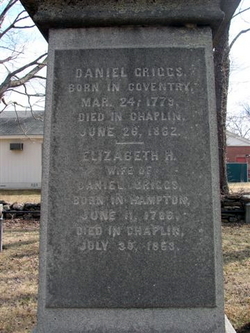 DANIEL GRIGGS,
BORN IN COVENTRY,
MAR. 24, 1779,
DIED IN CHAPLIN,
JUNE 26, 1862.
ELIZABETH H.
WIFE OF
DANIEL GRIGGS,
BORN IN HAMPTON,
JUNE 11, 1786,
DIED IN CHAPLIN,
JULY 1863.